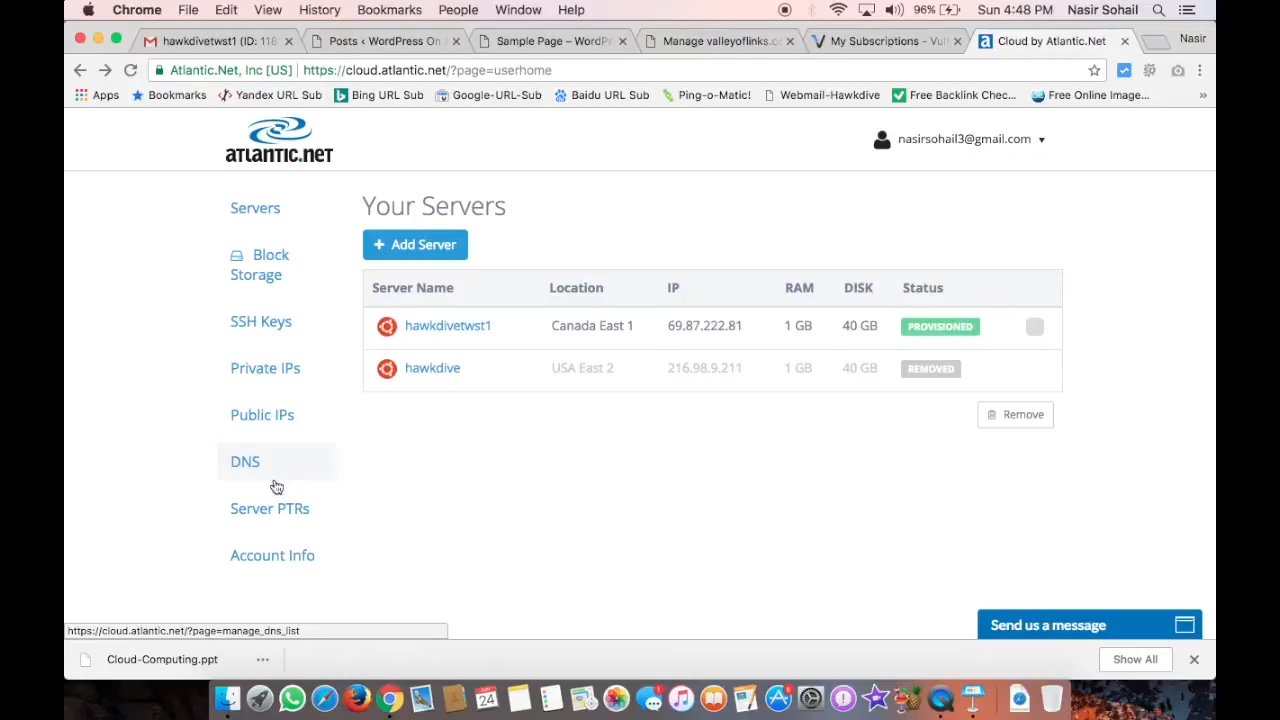 Chrome File Edit View History Bookmarks People Window Help 96% Sun 4:48 PM Nasir Sohail
hawkdivetwst1 (ID: 118 Posts ‹ WordPress On Sample Page – WordP Manage valleyoflinks.c My Subscriptions - Vult Cloud by Atlantic.Net Nasir
Atlantic.Net, Inc [US] https://cloud.atlantic.net/?page=userhome
Apps Bookmarks Yandex URL Sub Bing URL Sub Google-URL-Sub Baidu URL Sub Ping-o-Matic! Webmail-Hawkdive Free Backlink Chec... Free Online Image... »
ATLANTIC.NET
nasirsohail3@gmail.com
Servers
Block
Storage
SSH Keys
Private IPs
Public IPs
DNS
Server PTRs
Account Info
Your Servers
+ Add Server
Server Name Location IP RAM DISK Status
hawkdivetwst1 Canada East 1 69.87.222.81 1 GB 40 GB PROVISIONED
hawkdive USA East 2 216.98.9.211 1 GB 40 GB REMOVED
Remove
Send us a message
https://cloud.atlantic.net/?page=manage_dns_list
Cloud-Computing.ppt ... Show All
24